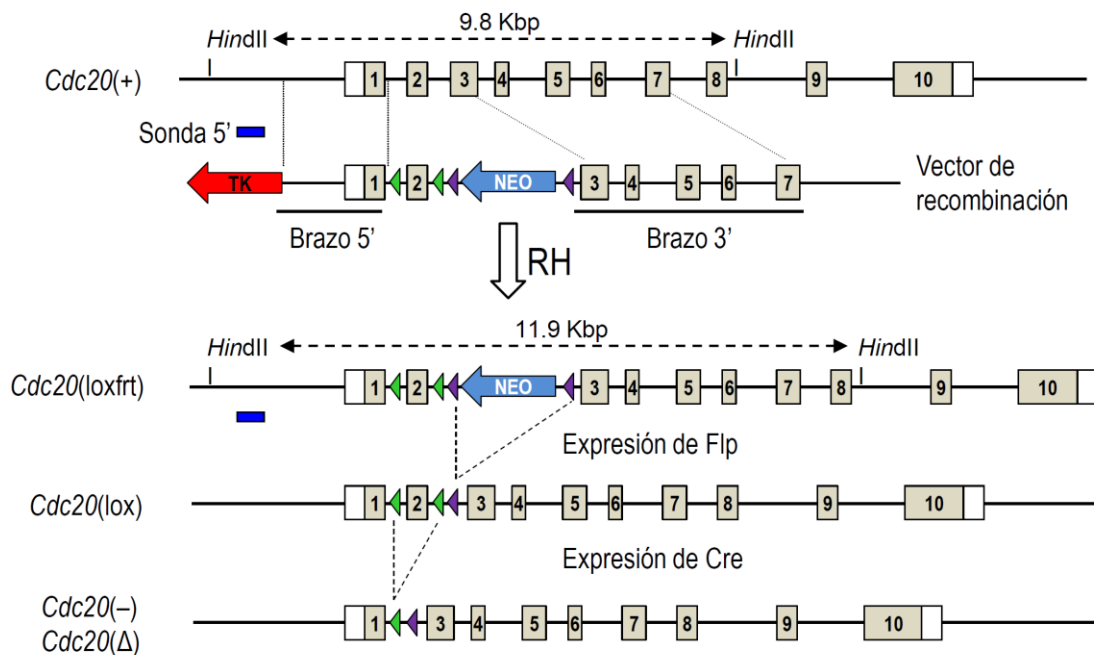 9.8 Kbp
HindII HindII
Cdc20(+) 1 2 3 4 5 6 7 8 9 10
Sonda 5’
TK 1 2 NEO 3 4 5 6 7 Vector de
recombinación
Brazo 5’ Brazo 3’
RH
11.9 Kbp
HindII HindII
Cdc20(loxfrt) 1 2 NEO 3 4 5 6 7 8 9 10
Expresión de Flp
Cdc20(lox) 1 2 3 4 5 6 7 8 9 10
Expresión de Cre
Cdc20(–)
Cdc20(Δ) 1 3 4 5 6 7 8 9 10